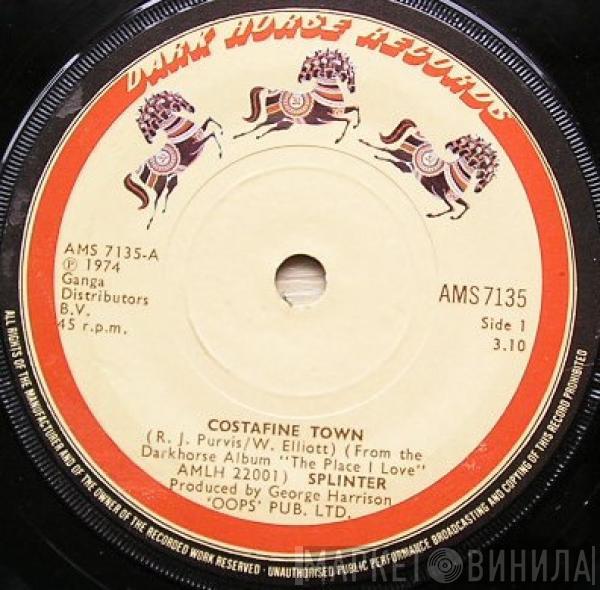 DARK HORSE RECORDS
AMS 7135-A
℗ 1974
Ganga
Distributors
B.V.
45 r.p.m.
AMS 7135
Side 1
3.10
COSTAFINE TOWN
(R. J. Purvis/W. Elliott) (From the
Darkhorse Album "The Place I Love"
AMLH 22001) SPLINTER
Produced by George Harrison
'OOPS' PUB. LTD.
ALL RIGHTS OF THE MANUFACTURER AND OF THE OWNER OF THE RECORDED WORK RESERVED · UNAUTHORISED PUBLIC PERFORMANCE BROADCASTING AND COPYING OF THIS RECORD PROHIBITED
МАРКЕТ ВИНИЛА